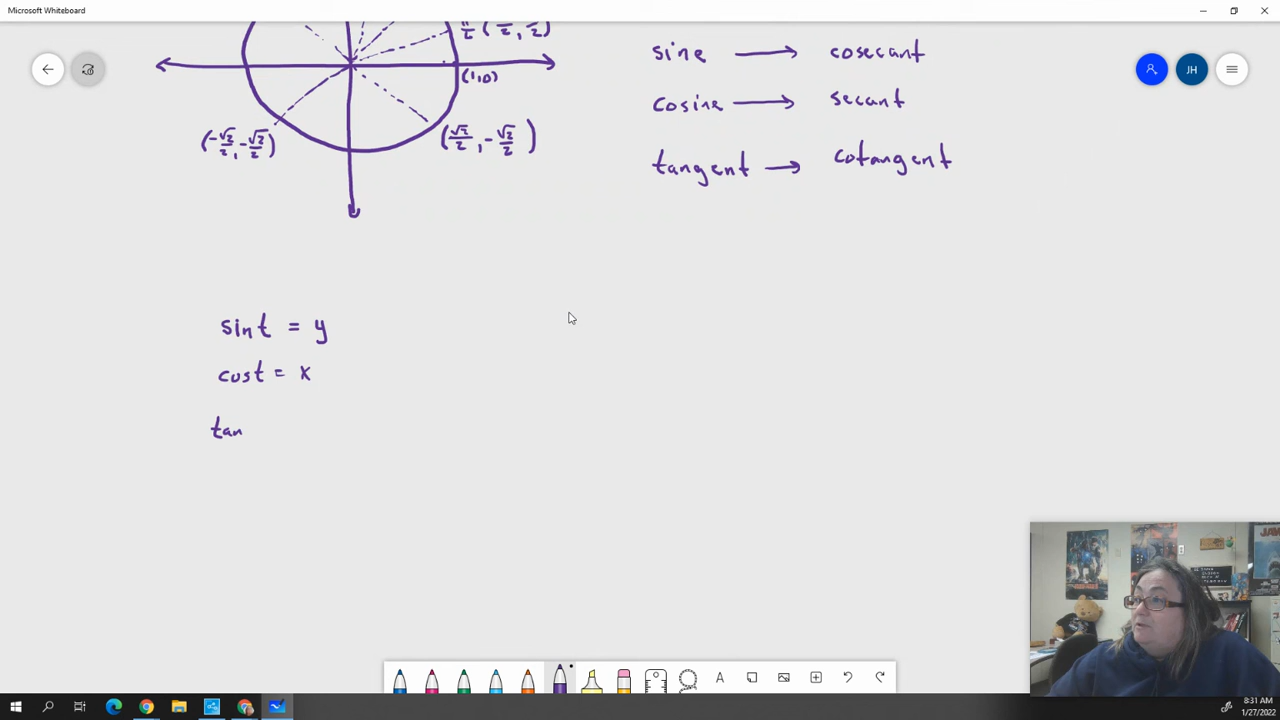 Microsoft Whiteboard
(1,0)
(-√2/2, -√2/2)
(√2/2, -√2/2)
sine → cosecant
cosine → secant
tangent → cotangent
JH
sin t = y
cos t = x
tan
A
8:31 AM
1/27/2022